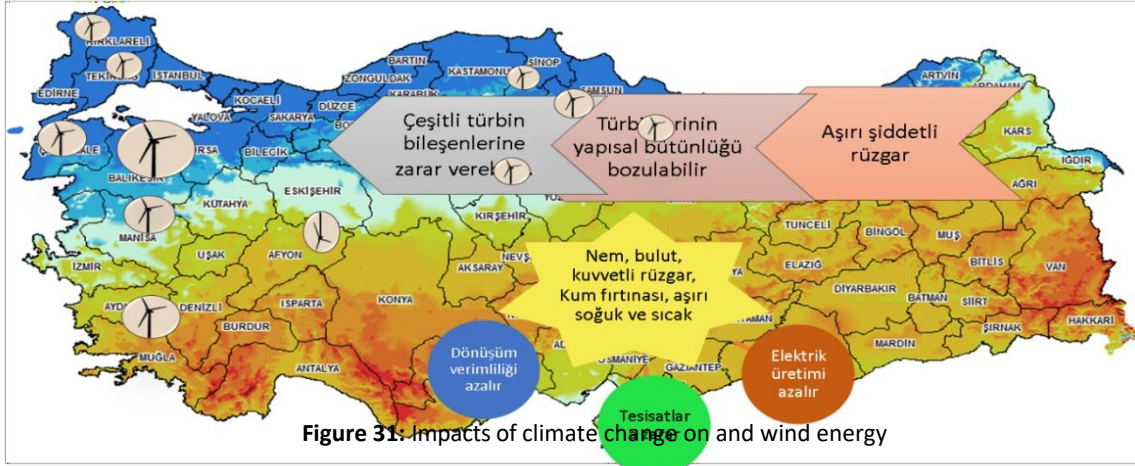 KIRKLARELİ
EDİRNE
İSTANBUL
KOCAELİ
YALOVA
SAKARYA
DÜZCE
ZONGULDAK
BARTIN
KARABÜK
KASTAMONU
SİNOP
SAMSUN
ARTVİN
ARDAHAN
KARS
IĞDIR
AĞRI
BALIKESİR
BİLECİK
ESKİŞEHİR
KÜTAHYA
MANİSA
İZMİR
UŞAK
AFYON
KIRŞEHİR
AKSARAY
KONYA
ISPARTA
DENİZLİ
BURDUR
MUĞLA
ANTALYA
TUNCELİ
BİNGÖL
MUŞ
BİTLİS
VAN
ELAZIĞ
DİYARBAKIR
BATMAN
SİİRT
ŞIRNAK
HAKKARİ
MARDİN
GAZİANTEP
OSMANİYE
Çeşitli türbin
bileşenlerine
zarar
yapısal bütünlüğü
bozulabilir
Aşırı şiddetli
rüzgar
Nem, bulut,
kuvvetli rüzgar,
Kum fırtınası, aşırı
soğuk ve sıcak
Dönüşüm
verimliliği
azalır
Tesisatlar
Elektrik
üretimi
azalır
Figure 31: Impacts of climate change on and wind energy